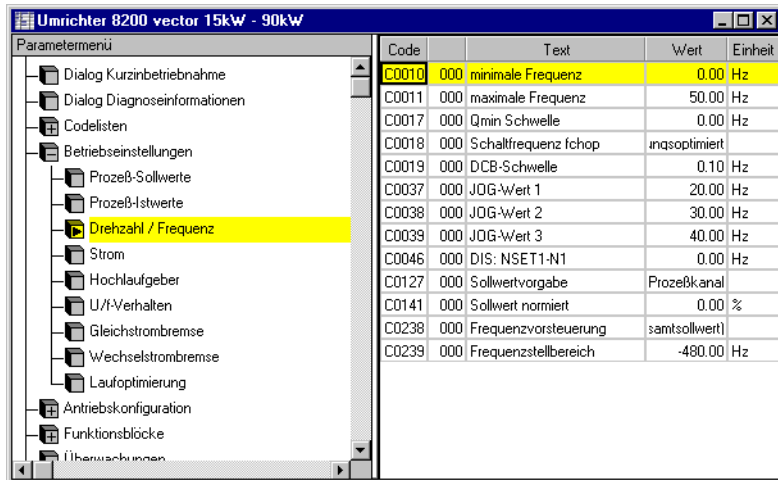 Umrichter 8200 vector 15kW - 90kW
Parametermenü
Dialog Kurzinbetriebnahme
Dialog Diagnoseinformationen
Codelisten
Betriebseinstellungen
Prozeß-Sollwerte
Prozeß-Istwerte
Drehzahl / Frequenz
Strom
Hochlaufgeber
U/f-Verhalten
Gleichstrombremse
Wechselstrombremse
Laufoptimierung
Antriebskonfiguration
Funktionsblöcke
Überwachungen
Code Text Wert Einheit
C0010 000 minimale Frequenz 0.00 Hz
C0011 000 maximale Frequenz 50.00 Hz
C0017 000 Qmin Schwelle 0.00 Hz
C0018 000 Schaltfrequenz fchop ungsoptimiert
C0019 000 DCB-Schwelle 0.10 Hz
C0037 000 JOG-Wert 1 20.00 Hz
C0038 000 JOG-Wert 2 30.00 Hz
C0039 000 JOG-Wert 3 40.00 Hz
C0046 000 DIS: NSET1-N1 0.00 Hz
C0127 000 Sollwertvorgabe Prozeßkanal
C0141 000 Sollwert normiert 0.00 %
C0238 000 Frequenzvorsteuerung samtsollwert)
C0239 000 Frequenzstellbereich -480.00 Hz